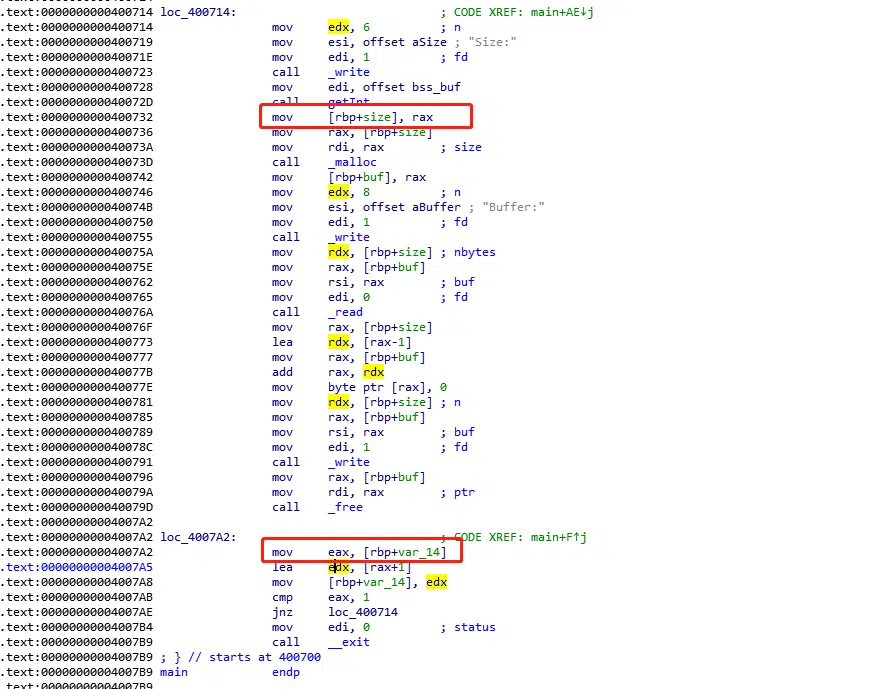 .text:0000000000400714 loc_400714: ; CODE XREF: main+AE↓j
.text:0000000000400714 mov edx, 6 ; n
.text:0000000000400719 mov esi, offset aSize ; "Size:"
.text:000000000040071E mov edi, 1 ; fd
.text:0000000000400723 call _write
.text:0000000000400728 mov edi, offset bss_buf
.text:000000000040072D call getInt
.text:0000000000400732 mov [rbp+size], rax
.text:0000000000400736 mov rax, [rbp+size]
.text:000000000040073A mov rdi, rax ; size
.text:000000000040073D call _malloc
.text:0000000000400742 mov [rbp+buf], rax
.text:0000000000400746 mov edx, 8 ; n
.text:000000000040074B mov esi, offset aBuffer ; "Buffer:"
.text:0000000000400750 mov edi, 1 ; fd
.text:0000000000400755 call _write
.text:000000000040075A mov rdx, [rbp+size] ; nbytes
.text:000000000040075E mov rax, [rbp+buf]
.text:0000000000400762 mov rsi, rax ; buf
.text:0000000000400765 mov edi, 0 ; fd
.text:000000000040076A call _read
.text:000000000040076F mov rax, [rbp+size]
.text:0000000000400773 lea rdx, [rax-1]
.text:0000000000400777 mov rax, [rbp+buf]
.text:000000000040077B add rax, rdx
.text:000000000040077E mov byte ptr [rax], 0
.text:0000000000400781 mov rdx, [rbp+size] ; n
.text:0000000000400785 mov rax, [rbp+buf]
.text:0000000000400789 mov rsi, rax ; buf
.text:000000000040078C mov edi, 1 ; fd
.text:0000000000400791 call _write
.text:0000000000400796 mov rax, [rbp+buf]
.text:000000000040079A mov rdi, rax ; ptr
.text:000000000040079D call _free
.text:00000000004007A2
.text:00000000004007A2 loc_4007A2: ; CODE XREF: main+F↑j
.text:00000000004007A2 mov eax, [rbp+var_14]
.text:00000000004007A5 lea edx, [rax+1]
.text:00000000004007A8 mov [rbp+var_14], edx
.text:00000000004007AB cmp eax, 1
.text:00000000004007AE jnz loc_400714
.text:00000000004007B4 mov edi, 0 ; status
.text:00000000004007B9 call __exit
.text:00000000004007B9 ; } // starts at 400700
.text:00000000004007B9 main endp
.text:00000000004007B9